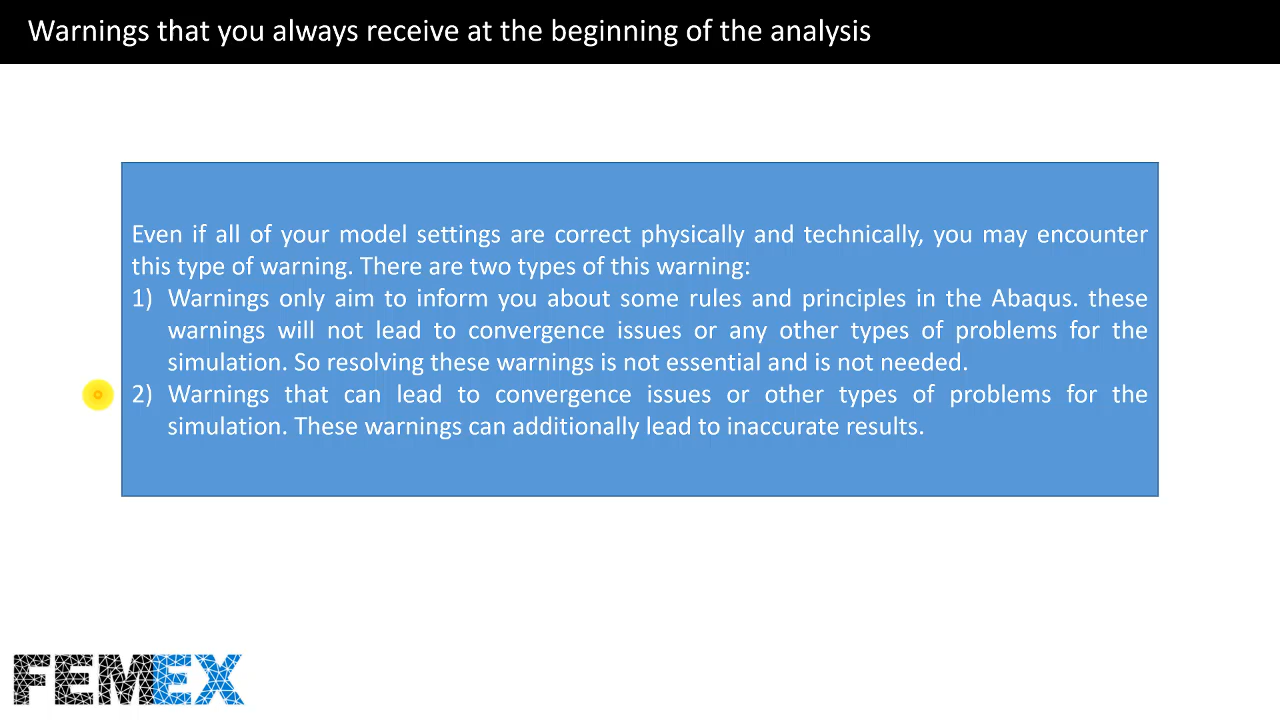 Warnings that you always receive at the beginning of the analysis
Even if all of your model settings are correct physically and technically, you may encounter
this type of warning. There are two types of this warning:
1) Warnings only aim to inform you about some rules and principles in the Abaqus. these
warnings will not lead to convergence issues or any other types of problems for the
simulation. So resolving these warnings is not essential and is not needed.
2) Warnings that can lead to convergence issues or other types of problems for the
simulation. These warnings can additionally lead to inaccurate results.
FEMEX